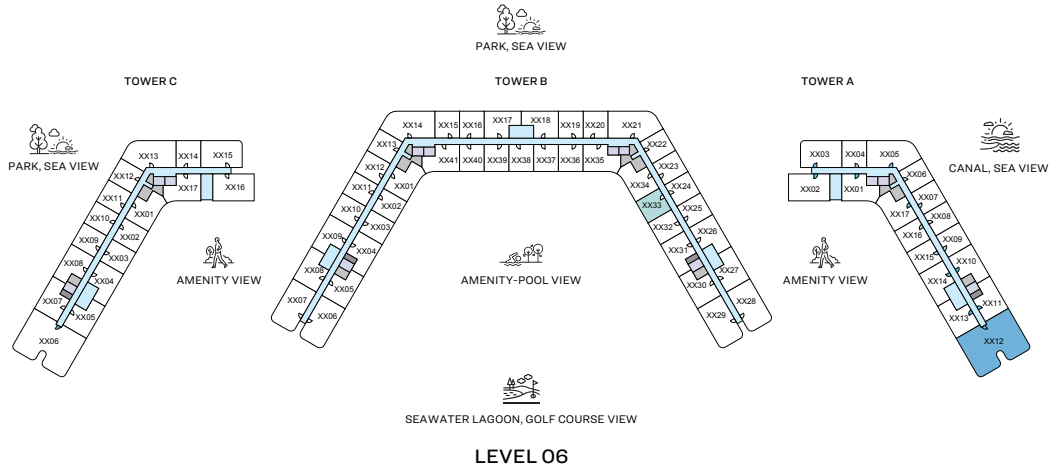 PARK, SEA VIEW
TOWER C
TOWER B
TOWER A
PARK, SEA VIEW
CANAL, SEA VIEW
XX13
XX14
XX15
XX12
XX17
XX16
XX11
XX01
XX10
XX02
XX09
XX03
XX08
XX04
XX07
XX05
XX06
AMENITY VIEW
XX14
XX15
XX16
XX17
XX18
XX19
XX20
XX21
XX13
XX41
XX40
XX39
XX38
XX37
XX36
XX35
XX22
XX12
XX01
XX34
XX23
XX11
XX02
XX33
XX24
XX10
XX03
XX32
XX25
XX09
XX04
XX31
XX26
XX08
XX05
XX30
XX27
XX07
XX06
XX29
XX28
AMENITY-POOL VIEW
XX03
XX04
XX05
XX02
XX01
XX06
XX17
XX07
XX16
XX08
XX15
XX09
XX14
XX10
XX13
XX11
XX12
AMENITY VIEW
SEAWATER LAGOON, GOLF COURSE VIEW
LEVEL 06